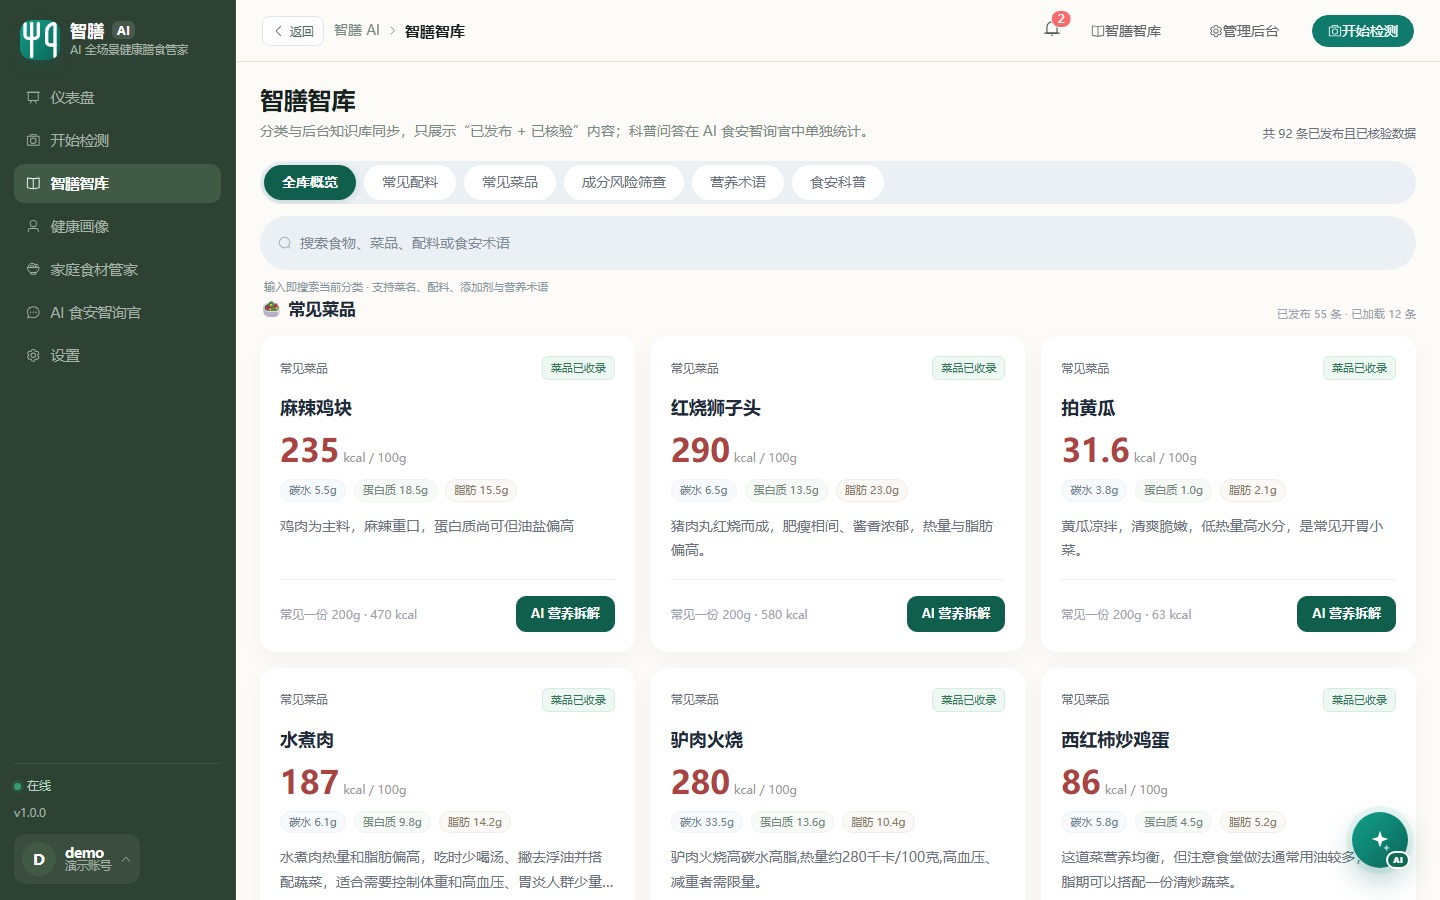 智膳 AI
AI 全场景健康膳食管家
仪表盘
开始检测
智膳智库
健康画像
家庭食材管家
AI 食安智询官
设置
在线
v1.0.0
D
demo
演示账号
返回
智膳 AI
智膳智库
2
智膳智库
管理后台
开始检测
智膳智库
分类与后台知识库同步，只展示“已发布 + 已核验”内容；科普问答在 AI 食安智询官中单独统计。
共 92 条已发布且已核验数据
全库概览
常见配料
常见菜品
成分风险筛查
营养术语
食安科普
搜索食物、菜品、配料或食安术语
输入即搜索当前分类 · 支持菜名、配料、添加剂与营养术语
常见菜品
已发布 55 条 · 已加载 12 条
常见菜品
菜品已收录
麻辣鸡块
235 kcal / 100g
碳水 5.5g
蛋白质 18.5g
脂肪 15.5g
鸡肉为主料，麻辣重口，蛋白质尚可但油盐偏高
常见一份 200g · 470 kcal
AI 营养拆解
常见菜品
菜品已收录
红烧狮子头
290 kcal / 100g
碳水 6.5g
蛋白质 13.5g
脂肪 23.0g
猪肉丸红烧而成，肥瘦相间、酱香浓郁，热量与脂肪
偏高。
常见一份 200g · 580 kcal
AI 营养拆解
常见菜品
菜品已收录
拍黄瓜
31.6 kcal / 100g
碳水 3.8g
蛋白质 1.0g
脂肪 2.1g
黄瓜凉拌，清爽脆嫩，低热量高水分，是常见开胃小
菜。
常见一份 200g · 63 kcal
AI 营养拆解
常见菜品
菜品已收录
水煮肉
187 kcal / 100g
碳水 6.1g
蛋白质 9.8g
脂肪 14.2g
水煮肉热量和脂肪偏高，吃时少喝汤、撇去浮油并搭
配蔬菜，适合需要控制体重和高血压、胃炎人群少量...
常见菜品
菜品已收录
驴肉火烧
280 kcal / 100g
碳水 33.5g
蛋白质 13.6g
脂肪 10.4g
驴肉火烧高碳水高脂,热量约280千卡/100克,高血压、
减重者需限量。
常见菜品
菜品已收录
西红柿炒鸡蛋
86 kcal / 100g
碳水 5.8g
蛋白质 4.5g
脂肪 5.2g
这道菜营养均衡，但注意食堂做法通常用油较多，
脂期可以搭配一份清炒蔬菜。
AI